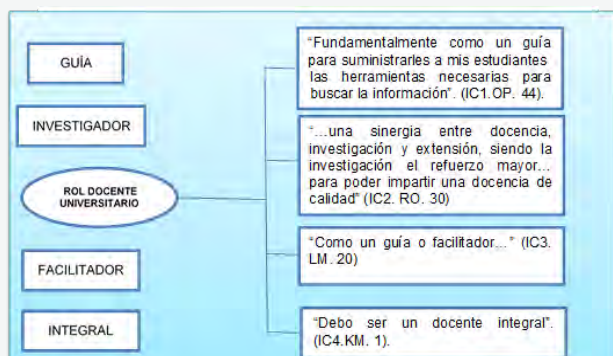 GUÍA
INVESTIGADOR
ROL DOCENTE
UNIVERSITARIO
FACILITADOR
INTEGRAL
“Fundamentalmente como un guía
para suministrarles a mis estudiantes
las herramientas necesarias para
buscar la información”. (IC1.OP. 44).
“…una sinergia entre docencia,
investigación y extensión, siendo la
investigación el refuerzo mayor…
para poder impartir una docencia de
calidad” (IC2. RO. 30)
“Como un guía o facilitador…” (IC3.
LM. 20)
“Debo ser un docente integral”.
(IC4.KM. 1).